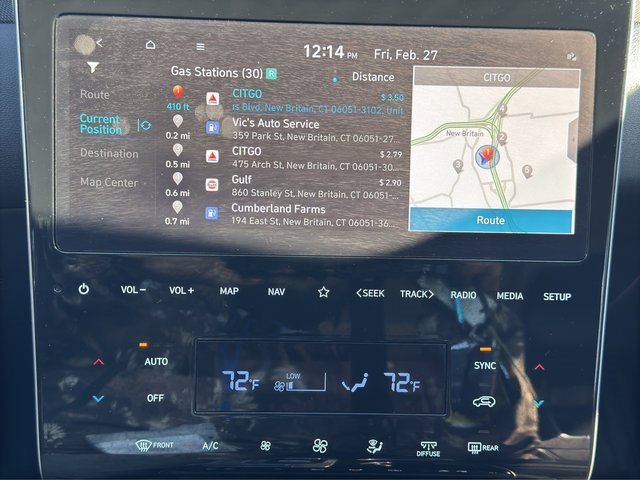 12:14 PM Fri, Feb. 27
Gas Stations (30) R Distance
Route
Current Position
Destination
Map Center
410 ft CITGO $ 3.50
is Blvd, New Britain, CT 06051-3102, Unit
0.2 mi Vic's Auto Service
359 Park St, New Britain, CT 06051-27...
0.5 mi CITGO $ 2.79
475 Arch St, New Britain, CT 06051-30...
0.6 mi Gulf $ 2.90
860 Stanley St, New Britain, CT 06051-...
0.7 mi Cumberland Farms
194 East St, New Britain, CT 06051-36...
CITGO
New Britain
4
2
3
5
Route
VOL− VOL+ MAP NAV <SEEK TRACK> RADIO MEDIA SETUP
AUTO
OFF
72°F LOW 72°F
SYNC
FRONT A/C DIFFUSE REAR